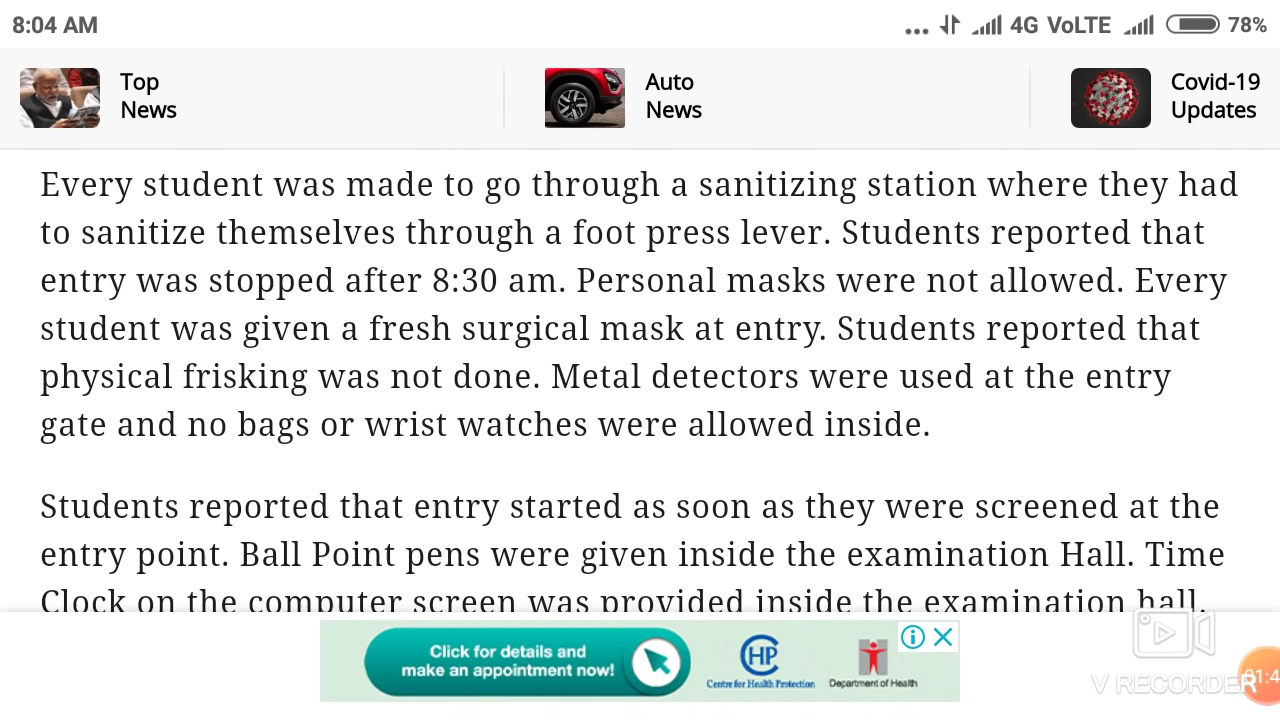 8:04 AM
... 4G VoLTE 78%
Top
News
Auto
News
Covid-19
Updates
Every student was made to go through a sanitizing station where they had
to sanitize themselves through a foot press lever. Students reported that
entry was stopped after 8:30 am. Personal masks were not allowed. Every
student was given a fresh surgical mask at entry. Students reported that
physical frisking was not done. Metal detectors were used at the entry
gate and no bags or wrist watches were allowed inside.
Students reported that entry started as soon as they were screened at the
entry point. Ball Point pens were given inside the examination Hall. Time
Clock on the computer screen was provided inside the examination hall.
Click for details and
make an appointment now!
CHP
Centre for Health Protection
Department of Health
V RECORDER
01:4